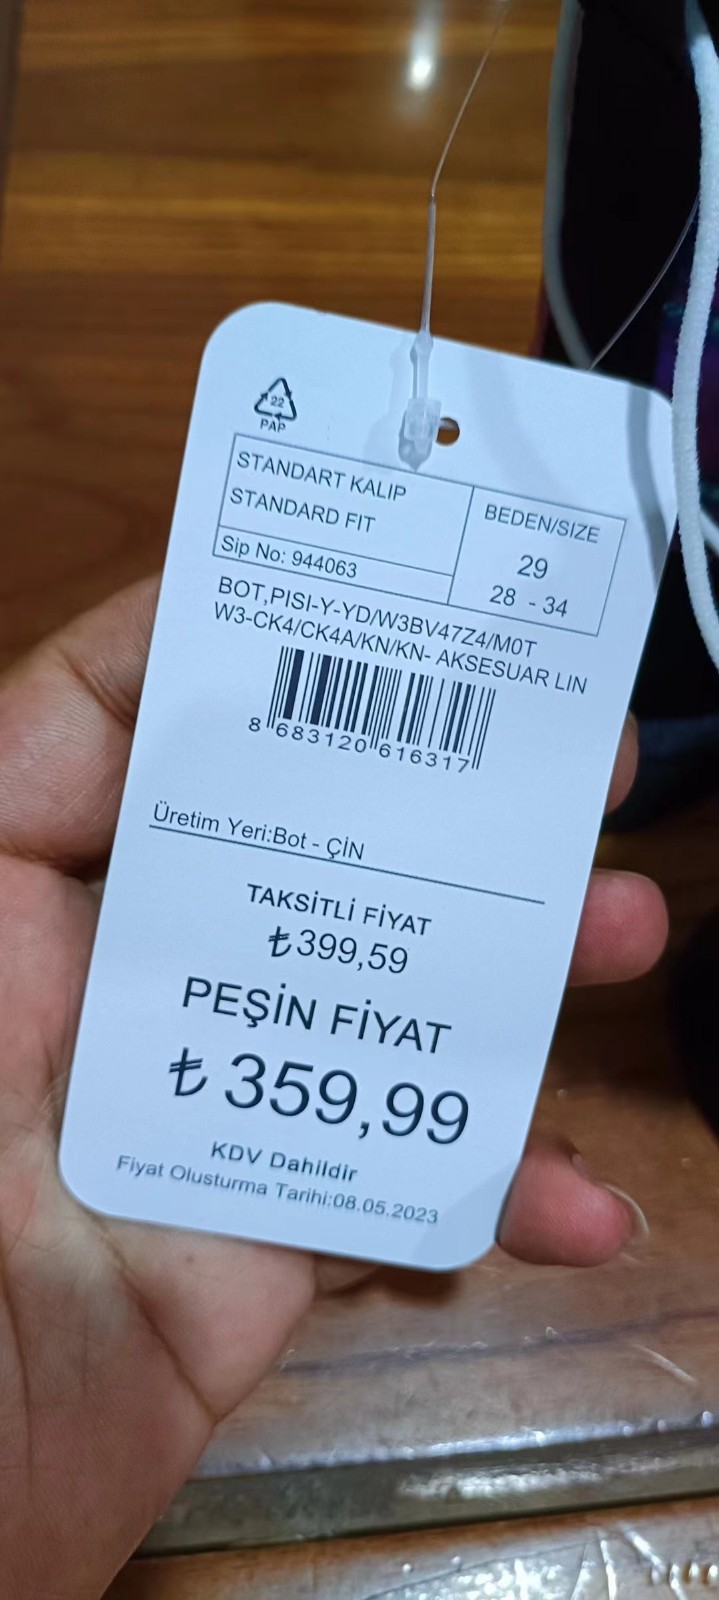 22
PAP
STANDART KALIP
STANDARD FIT
Sip No: 944063
BEDEN/SIZE
29
28 - 34
BOT,PISI-Y-YD/W3BV47Z4/M0T
W3-CK4/CK4A/KN/KN- AKSESUAR LIN
8 683120 616317
Üretim Yeri:Bot - ÇİN
TAKSİTLİ FİYAT
₺399,59
PEŞİN FİYAT
₺ 359,99
KDV Dahildir
Fiyat Olusturma Tarihi:08.05.2023